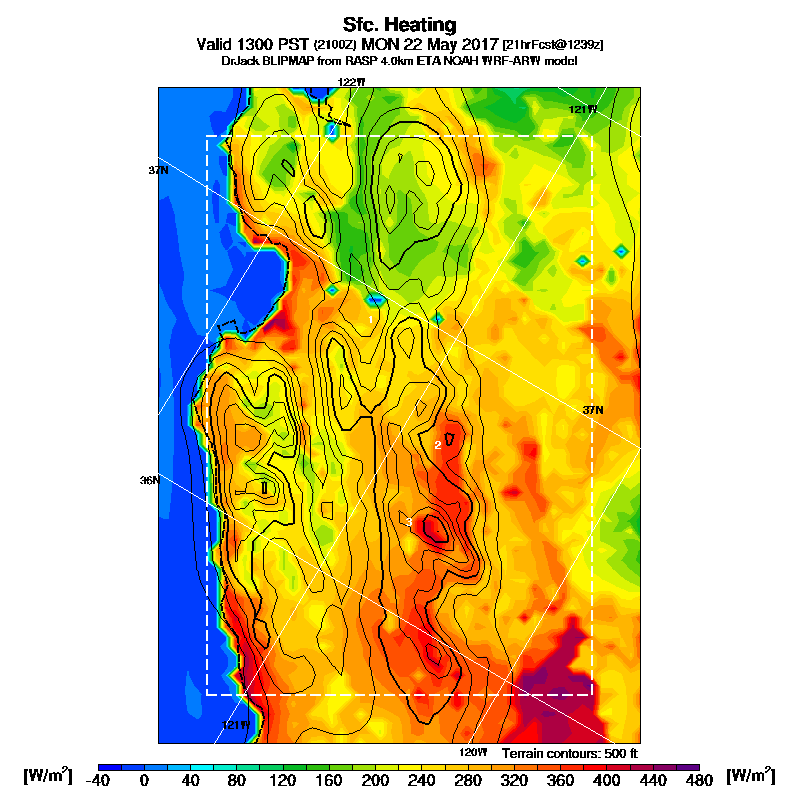 Sfc. Heating
Valid 1300 PST (2100Z) MON 22 May 2017 [21hrFcst@1239z]
DrJack BLIPMAP from RASP 4.0km ETA NOAH WRF-ARW model
122W
121W
37N
37N
2
36N
3
121W
120W Terrain contours: 500 ft
[W/m²] -40 0 40 80 120 160 200 240 280 320 360 400 440 480 [W/m²]